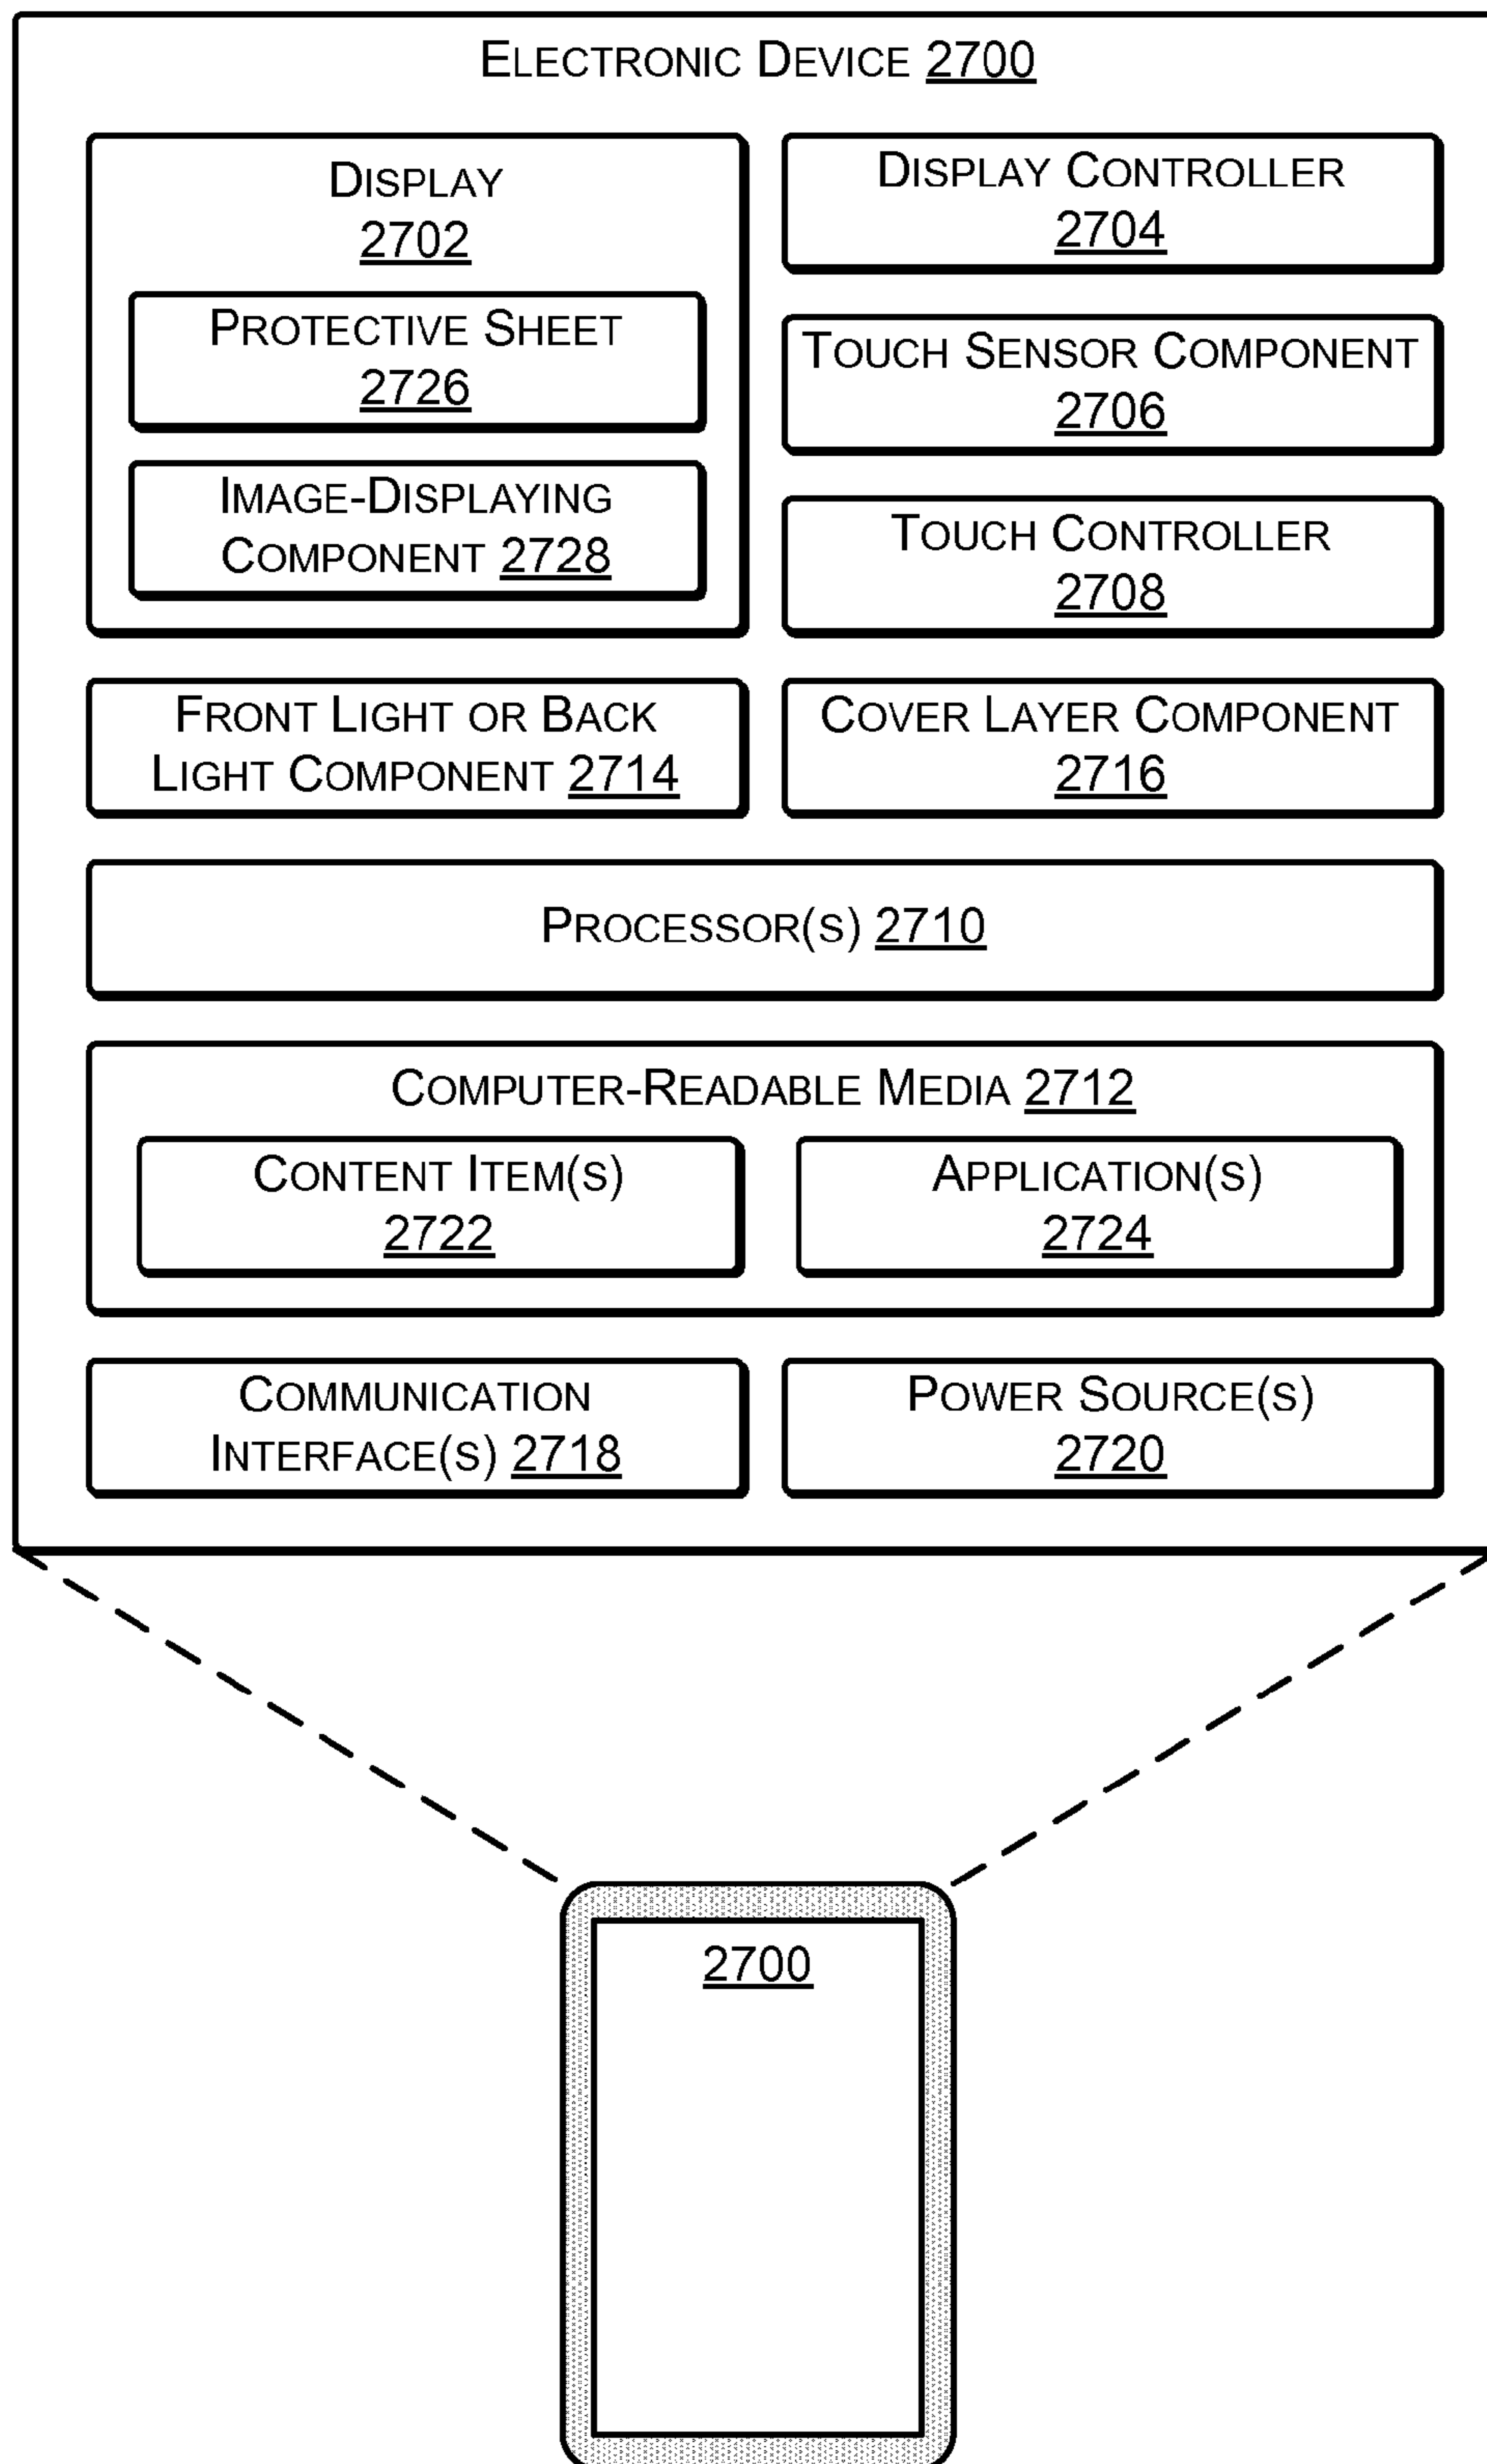 ELECTRONIC DEVICE 2700
DISPLAY
2702
PROTECTIVE SHEET
2726
IMAGE-DISPLAYING
COMPONENT 2728
DISPLAY CONTROLLER
2704
TOUCH SENSOR COMPONENT
2706
TOUCH CONTROLLER
2708
FRONT LIGHT OR BACK
LIGHT COMPONENT 2714
COVER LAYER COMPONENT
2716
PROCESSOR(S) 2710
COMPUTER-READABLE MEDIA 2712
CONTENT ITEM(S)
2722
APPLICATION(S)
2724
COMMUNICATION
INTERFACE(S) 2718
POWER SOURCE(S)
2720
2700